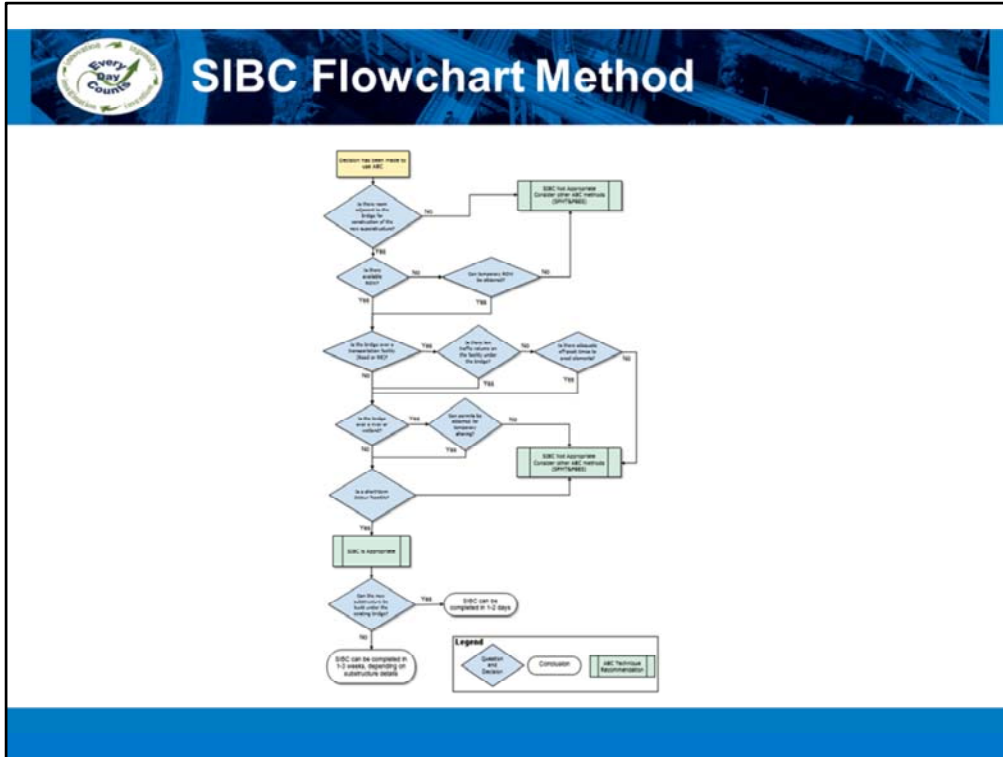 Every
Day
Counts
SIBC Flowchart Method
Decision has been made to
use ABC
Is there room
adjacent to the
bridge for
construction of the
new superstructure?
No
SIBC Not Appropriate
Consider other ABC methods
(SPMT&PBES)
Yes
Is there
available
ROW?
No
Can temporary ROW
be obtained?
No
Yes
Yes
Is the bridge over a
transportation facility
(Road or RR)?
Yes
Is there low
traffic volume on
the facility under
the bridge?
No
Is there adequate
off-peak times to
No
No
Yes
Yes
Is the bridge
over a river or
wetland?
Yes
Can permits be
obtained for
temporary
shoring?
No
No
Yes
SIBC Not Appropriate
Consider other ABC methods
(SPMT&PBES)
Is a short-term
Yes
SIBC is Appropriate
Can the new
substructure be
built under the
existing bridge?
Yes
SIBC can be
completed in 1-2 days
No
SIBC can be completed in
depending on
substructure details
Legend
Question
and
Decision
Conclusion
ABC Technique
Recommendation